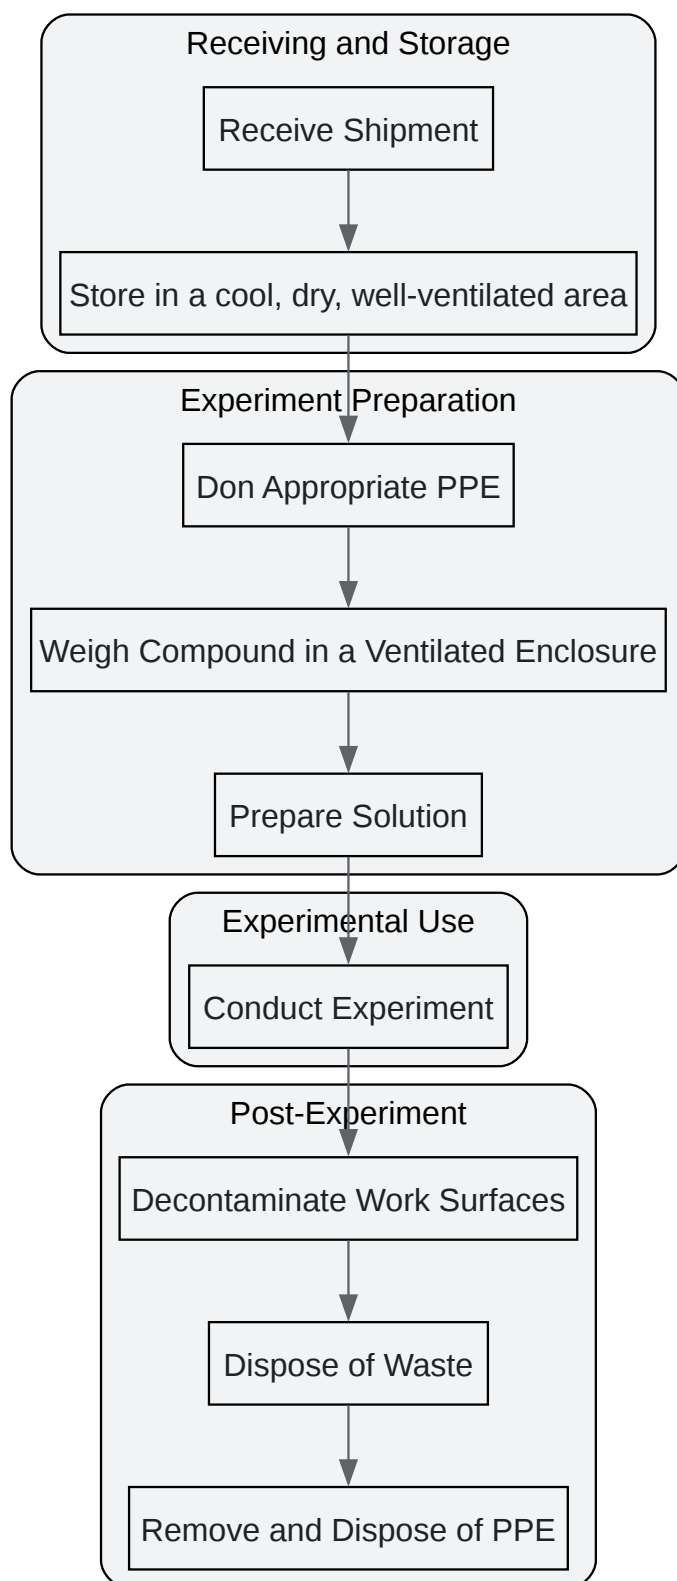 Receiving and Storage
Receive Shipment
Store in a cool, dry, well-ventilated area
Experiment Preparation
Don Appropriate PPE
Weigh Compound in a Ventilated Enclosure
Prepare Solution
Experimental Use
Conduct Experiment
Post-Experiment
Decontaminate Work Surfaces
Dispose of Waste
Remove and Dispose of PPE